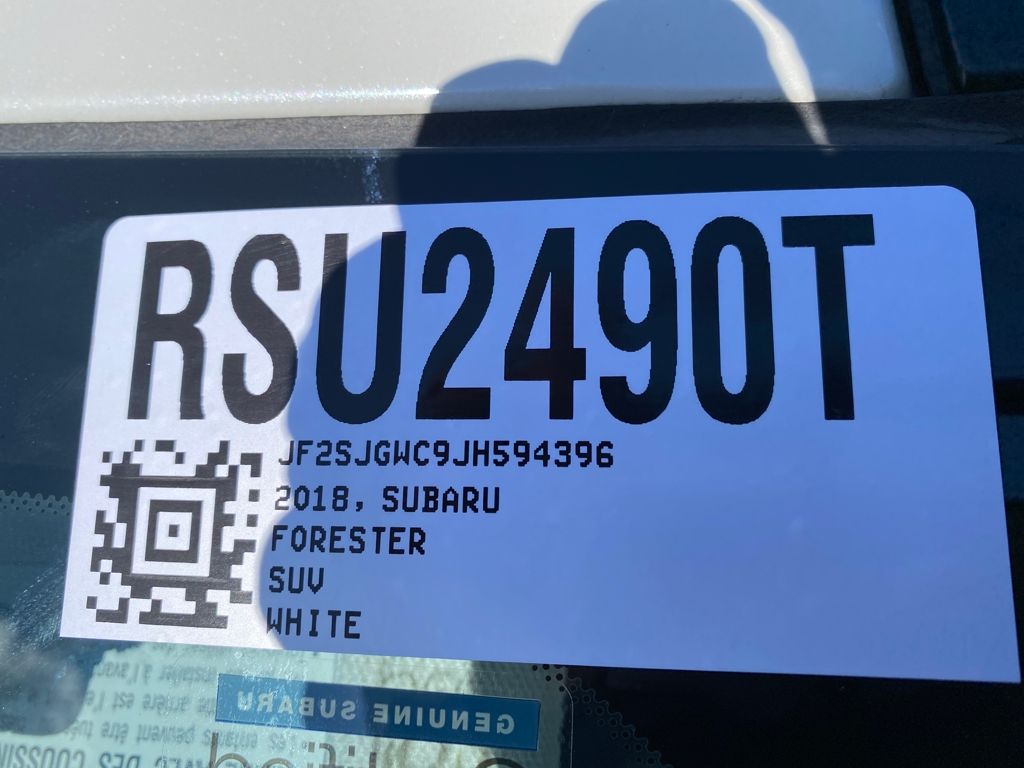 RSU2490T
JF2SJGWC9JH594396
2018, SUBARU
FORESTER
SUV
WHITE
GENUINE SUBARU